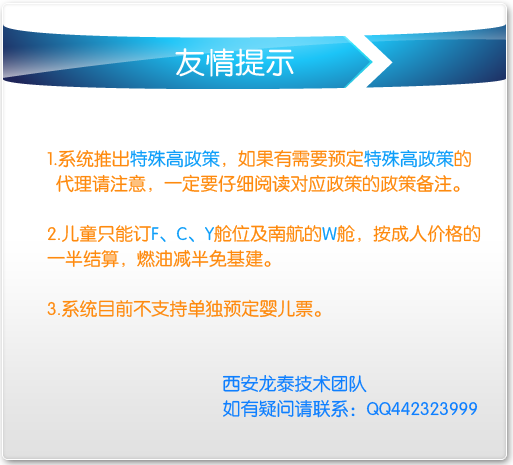 友情提示
1.系统推出特殊高政策，如果有需要预定特殊高政策的
代理请注意，一定要仔细阅读对应政策的政策备注。
2.儿童只能订F、C、Y舱位及南航的W舱，按成人价格的
一半结算，燃油减半免基建。
3.系统目前不支持单独预定婴儿票。
西安龙泰技术团队
如有疑问请联系：QQ442323999